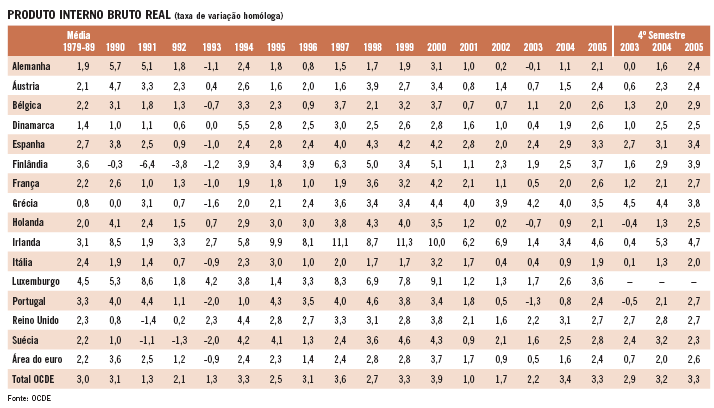 PRODUTO INTERNO BRUTO REAL (taxa de variação homóloga)
Média 4º Semestre
1979-89 1990 1991 992 1993 1994 1995 1996 1997 1998 1999 2000 2001 2002 2003 2004 2005 2003 2004 2005
Alemanha 1,9 5,7 5,1 1,8 -1,1 2,4 1,8 0,8 1,5 1,7 1,9 3,1 1,0 0,2 -0,1 1,1 2,1 0,0 1,6 2,4
Áustria 2,1 4,7 3,3 2,3 0,4 2,6 1,6 2,0 1,6 3,9 2,7 3,4 0,8 1,4 0,7 1,5 2,4 0,6 2,3 2,4
Bélgica 2,2 3,1 1,8 1,3 -0,7 3,3 2,3 0,9 3,7 2,1 3,2 3,7 0,7 0,7 1,1 2,0 2,6 1,3 2,0 2,9
Dinamarca 1,4 1,0 1,1 0,6 0,0 5,5 2,8 2,5 3,0 2,5 2,6 2,8 1,6 1,0 0,4 1,9 2,6 1,0 2,5 2,5
Espanha 2,7 3,8 2,5 0,9 -1,0 2,4 2,8 2,4 4,0 4,3 4,2 4,2 2,8 2,0 2,4 2,9 3,3 2,7 3,1 3,4
Finlândia 3,6 -0,3 -6,4 -3,8 -1,2 3,9 3,4 3,9 6,3 5,0 3,4 5,1 1,1 2,3 1,9 2,5 3,7 1,6 2,9 3,9
França 2,2 2,6 1,0 1,3 -1,0 1,9 1,8 1,0 1,9 3,6 3,2 4,2 2,1 1,1 0,5 2,0 2,6 1,2 2,1 2,7
Grécia 0,8 0,0 3,1 0,7 -1,6 2,0 2,1 2,4 3,6 3,4 3,4 4,4 4,0 3,9 4,2 4,0 3,5 4,5 4,4 3,8
Holanda 2,0 4,1 2,4 1,5 0,7 2,9 3,0 3,0 3,8 4,3 4,0 3,5 1,2 0,2 -0,7 0,9 2,1 -0,4 1,3 2,5
Irlanda 3,1 8,5 1,9 3,3 2,7 5,8 9,9 8,1 11,1 8,7 11,3 10,0 6,2 6,9 1,4 3,4 4,6 0,4 5,3 4,7
Itália 2,4 1,9 1,4 0,7 -0,9 2,3 3,0 1,0 2,0 1,7 1,7 3,2 1,7 0,4 0,4 0,9 1,9 0,1 1,3 2,0
Luxemburgo 4,5 5,3 8,6 1,8 4,2 3,8 1,4 3,3 8,3 6,9 7,8 9,1 1,2 1,3 1,7 2,6 3,6 – – –
Portugal 3,3 4,0 4,4 1,1 -2,0 1,0 4,3 3,5 4,0 4,6 3,8 3,4 1,8 0,5 -1,3 0,8 2,4 -0,5 2,1 2,7
Reino Unido 2,3 0,8 -1,4 0,2 2,3 4,4 2,8 2,7 3,3 3,1 2,8 3,8 2,1 1,6 2,2 3,1 2,7 2,7 2,8 2,7
Suécia 2,2 1,0 -1,1 -1,3 -2,0 4,2 4,1 1,3 2,4 3,6 4,6 4,3 0,9 2,1 1,6 2,5 2,8 2,4 3,2 2,3
Área do euro 2,2 3,6 2,5 1,2 -0,9 2,4 2,3 1,4 2,4 2,8 2,8 3,7 1,7 0,9 0,5 1,6 2,4 0,7 2,0 2,6
Total OCDE 3,0 3,1 1,3 2,1 1,3 3,3 2,5 3,1 3,6 2,7 3,3 3,9 1,0 1,7 2,2 3,4 3,3 2,9 3,2 3,3
Fonte: OCDE